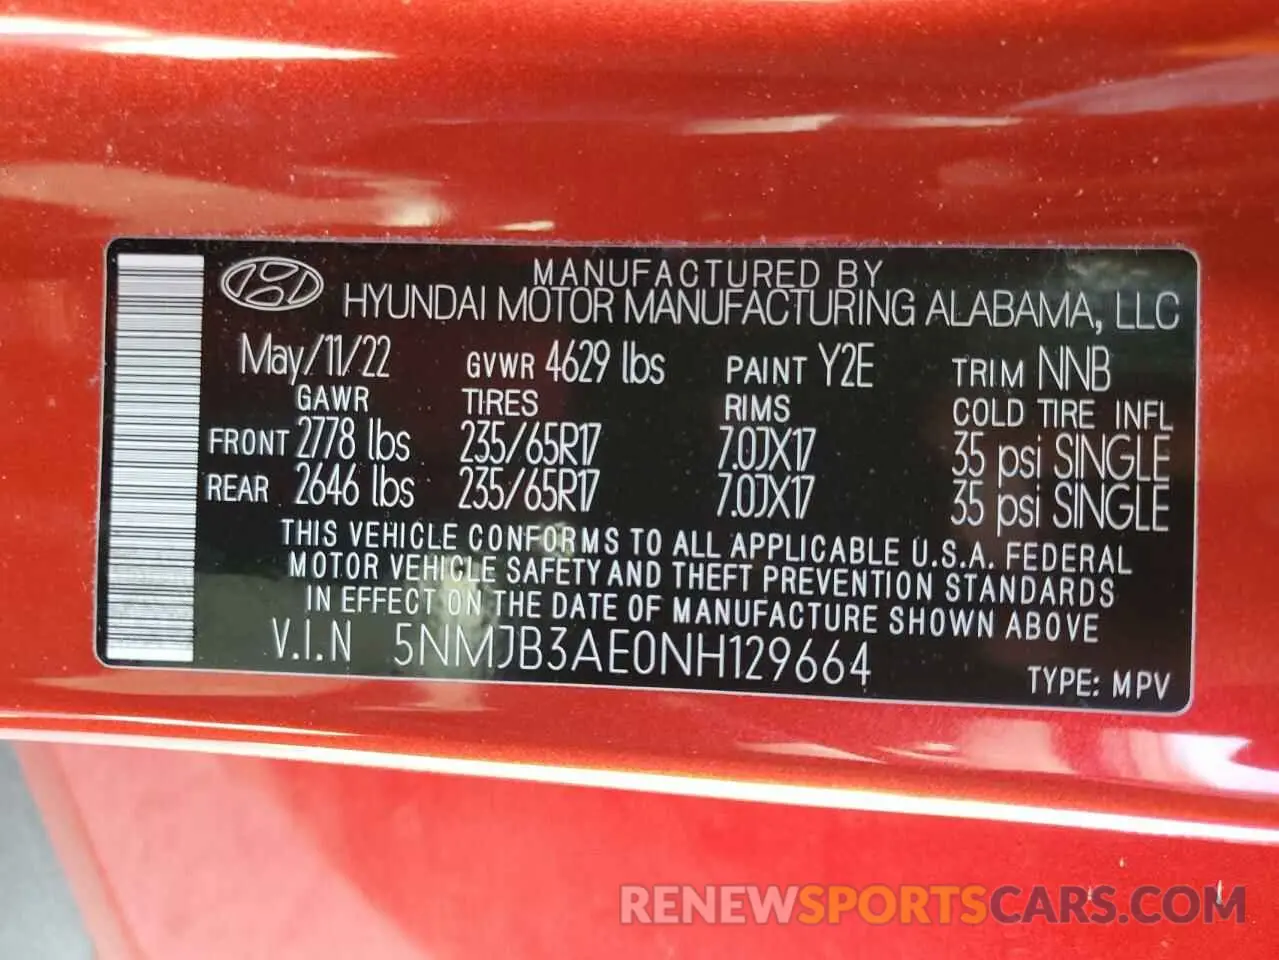 MANUFACTURED BY
HYUNDAI MOTOR MANUFACTURING ALABAMA, LLC
May/11/22 GVWR 4629 lbs PAINT Y2E TRIM NNB
GAWR TIRES RIMS COLD TIRE INFL
FRONT 2778 lbs 235/65R17 7.0JX17 35 psi SINGLE
REAR 2646 lbs 235/65R17 7.0JX17 35 psi SINGLE
THIS VEHICLE CONFORMS TO ALL APPLICABLE U.S.A. FEDERAL
MOTOR VEHICLE SAFETY AND THEFT PREVENTION STANDARDS
IN EFFECT ON THE DATE OF MANUFACTURE SHOWN ABOVE
V.I.N 5NMJB3AE0NH129664
TYPE: MPV
RENEWSPORTSCARS.COM